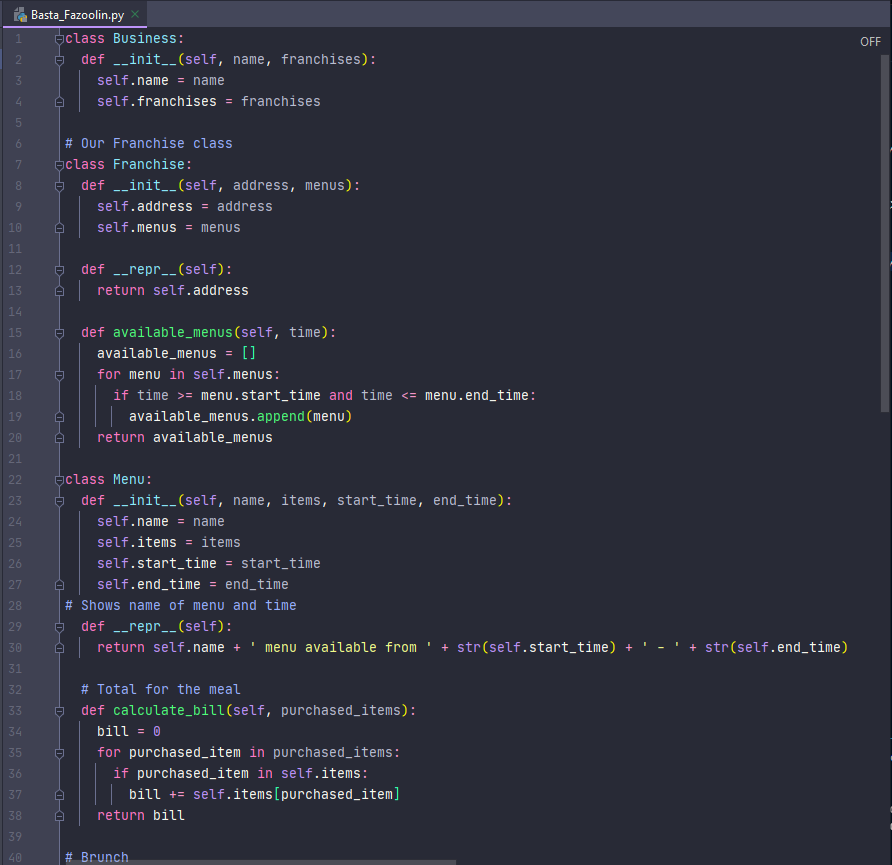 Basta_Fazoolin.py
OFF
1 class Business:
2   def __init__(self, name, franchises):
3     self.name = name
4     self.franchises = franchises
5
6 # Our Franchise class
7 class Franchise:
8   def __init__(self, address, menus):
9     self.address = address
10     self.menus = menus
11
12   def __repr__(self):
13     return self.address
14
15   def available_menus(self, time):
16     available_menus = []
17     for menu in self.menus:
18       if time >= menu.start_time and time <= menu.end_time:
19         available_menus.append(menu)
20     return available_menus
21
22 class Menu:
23   def __init__(self, name, items, start_time, end_time):
24     self.name = name
25     self.items = items
26     self.start_time = start_time
27     self.end_time = end_time
28 # Shows name of menu and time
29   def __repr__(self):
30     return self.name + ' menu available from ' + str(self.start_time) + ' - ' + str(self.end_time)
31
32   # Total for the meal
33   def calculate_bill(self, purchased_items):
34     bill = 0
35     for purchased_item in purchased_items:
36       if purchased_item in self.items:
37         bill += self.items[purchased_item]
38     return bill
39
40 # Brunch